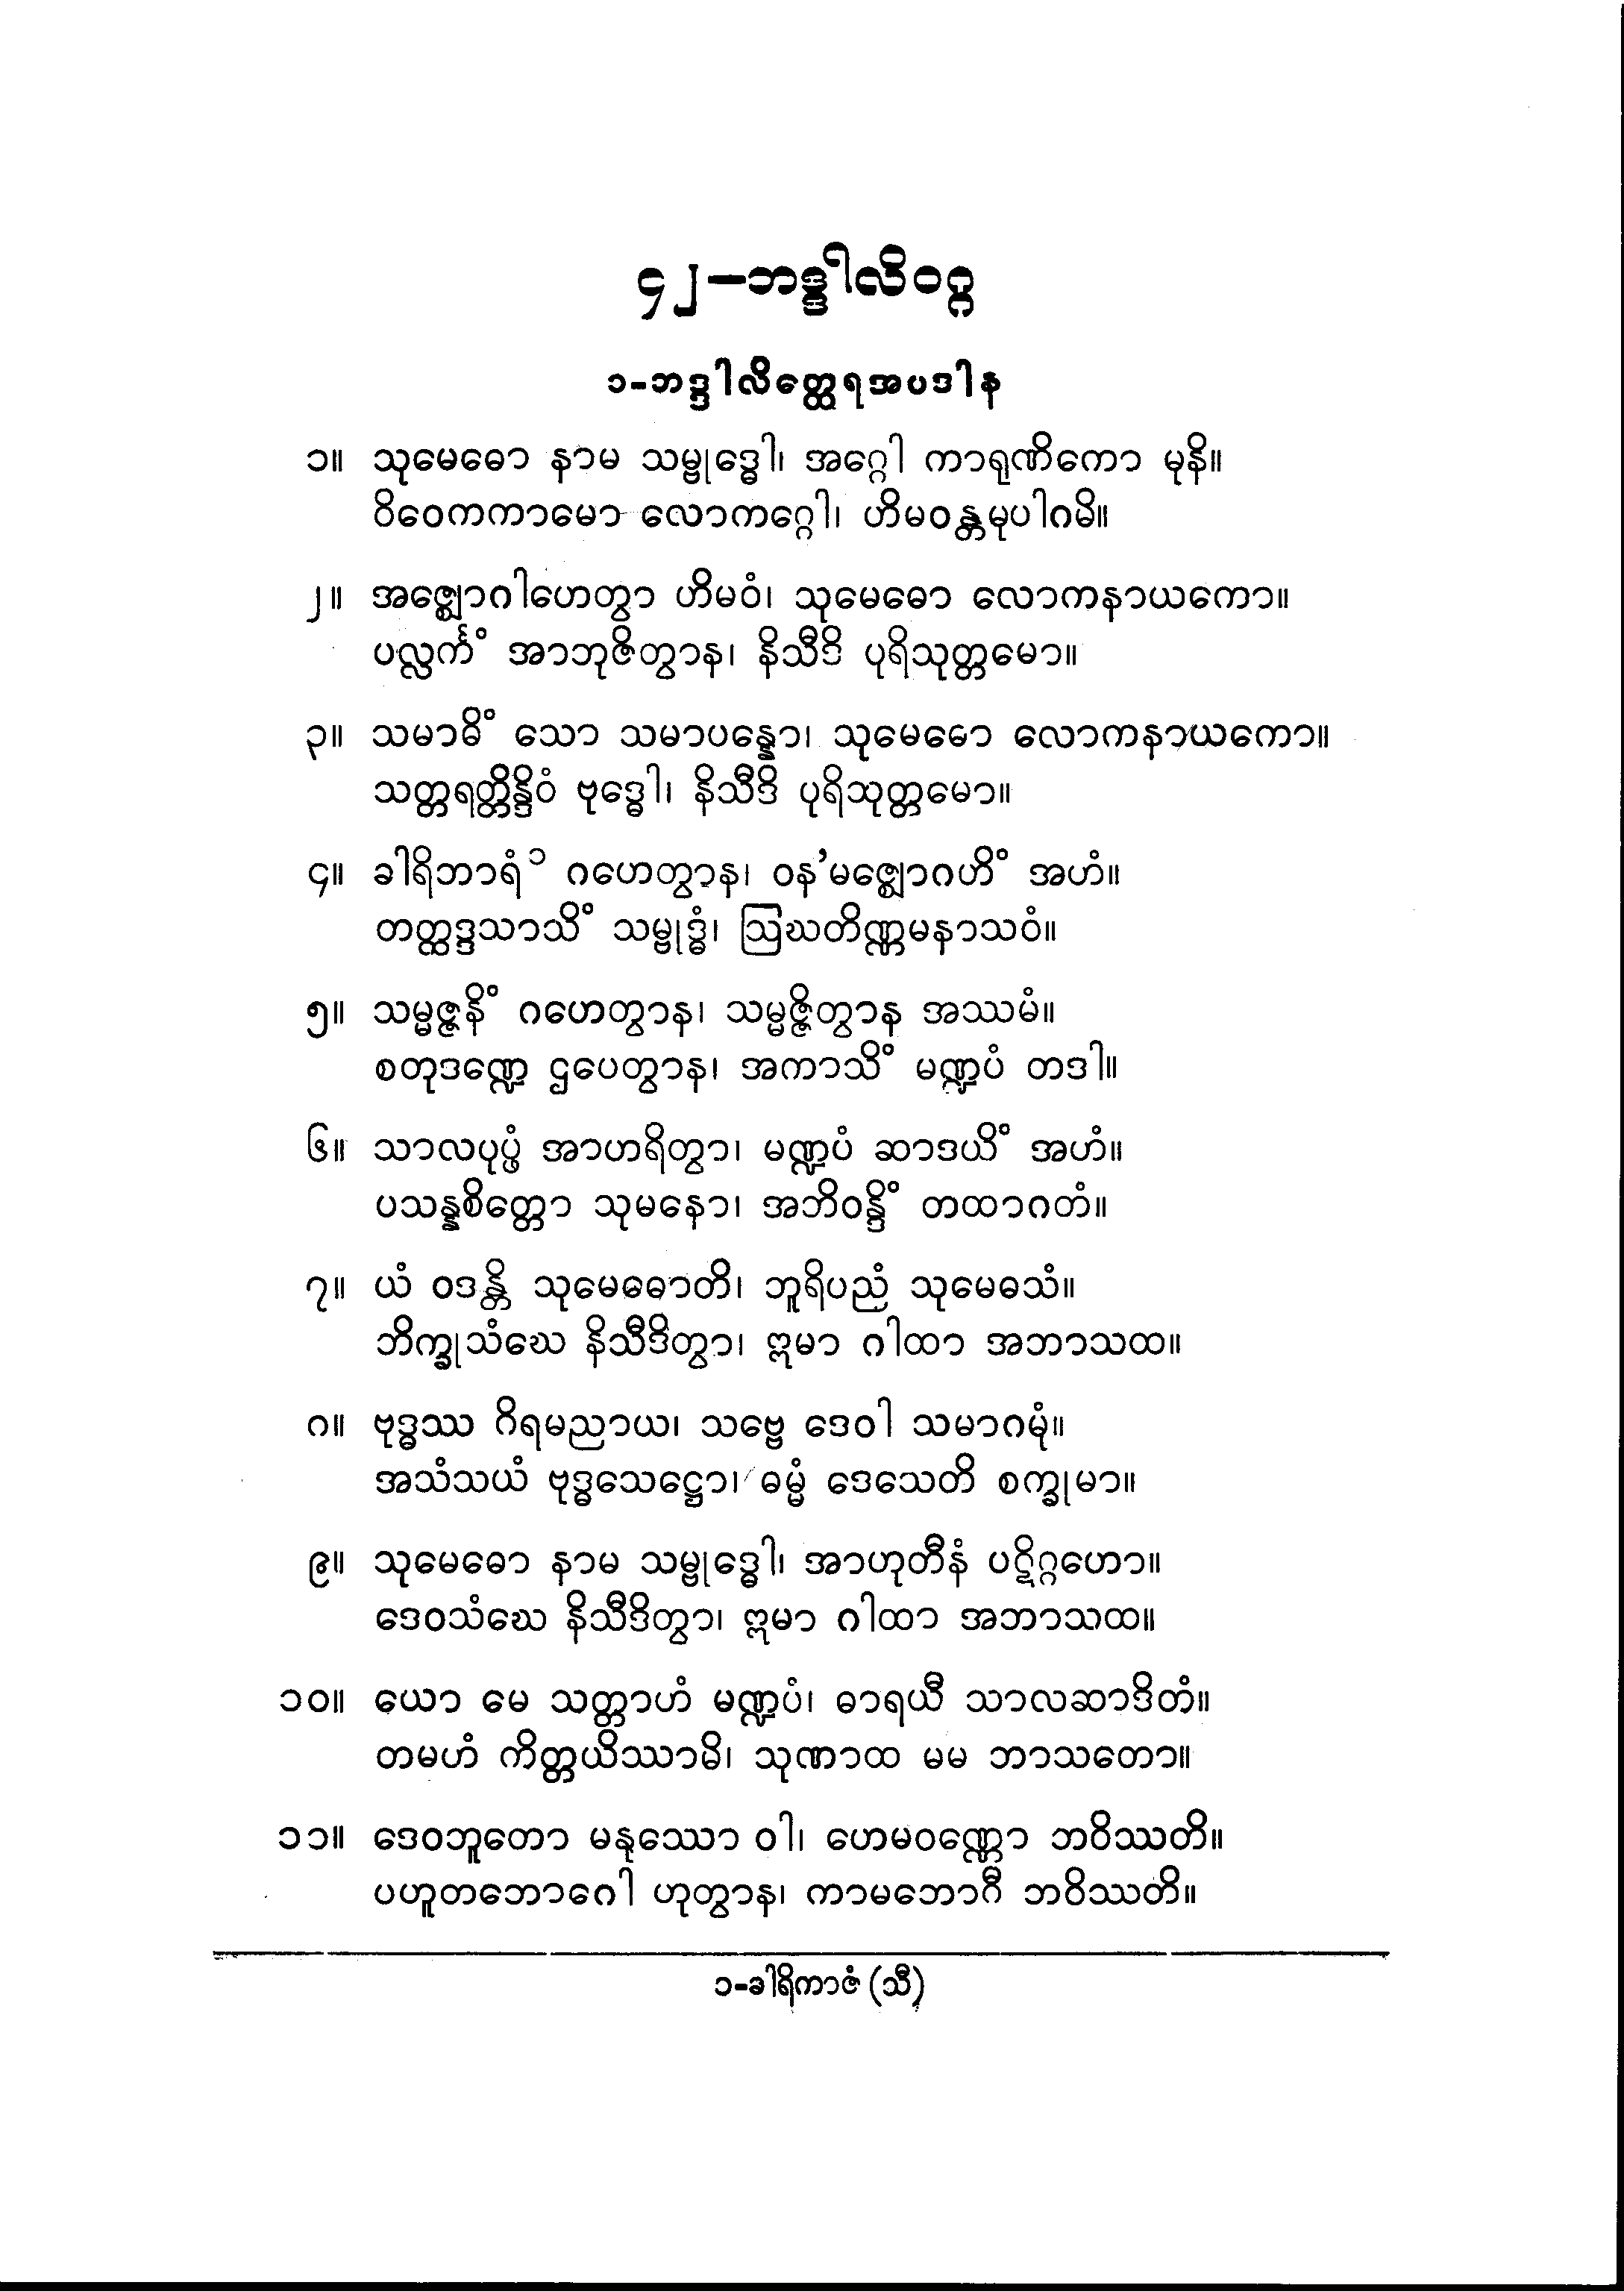 ၄၂–ဘဒ္ဒါလိဝဂ္ဂ
၁-ဘဒ္ဒါလိတ္ထေရအပဒါန
၁။ သုမေဓော နာမ သမ္ဗုဒ္ဓေါ၊ အဂ္ဂေါ ကာရုဏိကော မုနိ။
ဝိဝေကကာမော လောကဂ္ဂေါ၊ ဟိမဝန္တမုပါဂမိ။
၂။ အဇ္ဈောဂါဟေတွာ ဟိမဝံ၊ သုမေဓော လောကနာယကော။
ပလ္လင်္ကံ အာဘုဇိတွာန၊ နိသီဒိ ပုရိသုတ္တမော။
၃။ သမာဓိံ သော သမာပန္နော၊ သုမေဓော လောကနာယကော။
သတ္တရတ္တိန္ဒိဝံ ဗုဒ္ဓေါ၊ နိသီဒိ ပုရိသုတ္တမော။
၄။ ခါရိဘာရံ၁ ဂဟေတွာန၊ ဝန’မဇ္ဈောဂဟိံ အဟံ။
တတ္ထဒ္ဒသာသိံ သမ္ဗုဒ္ဓံ၊ ဩဃတိဏ္ဏမနာသဝံ။
၅။ သမ္မဇ္ဇနိံ ဂဟေတွာန၊ သမ္မဇ္ဇိတွာန အဿမံ။
စတုဒဏ္ဍေ ဌပေတွာန၊ အကာသိံ မဏ္ဍပံ တဒါ။
၆။ သာလပုပ္ဖံ အာဟရိတွာ၊ မဏ္ဍပံ ဆာဒယိံ အဟံ။
ပသန္နစိတ္တော သုမနော၊ အဘိဝန္ဒိံ တထာဂတံ။
၇။ ယံ ဝဒန္တိ သုမေဓောတိ၊ ဘူရိပညံ သုမေဓသံ။
ဘိက္ခုသံဃေ နိသီဒိတွာ၊ ဣမာ ဂါထာ အဘာသထ။
၈။ ဗုဒ္ဓဿ ဂိရမညာယ၊ သဗ္ဗေ ဒေဝါ သမာဂမုံ။
အသံသယံ ဗုဒ္ဓသေဋ္ဌော၊ ဓမ္မံ ဒေသေတိ စက္ခုမာ။
၉။ သုမေဓော နာမ သမ္ဗုဒ္ဓေါ၊ အာဟုတီနံ ပဋိဂ္ဂဟော။
ဒေဝသံဃေ နိသီဒိတွာ၊ ဣမာ ဂါထာ အဘာသထ။
၁၀။ ယော မေ သတ္တာဟံ မဏ္ဍပံ၊ ဓာရယီ သာလဆာဒိတံ။
တမဟံ ကိတ္တယိဿာမိ၊ သုဏာထ မမ ဘာသတော။
၁၁။ ဒေဝဘူတော မနုဿော ဝါ၊ ဟေမဝဏ္ဏော ဘဝိဿတိ။
ပဟူတဘောဂေါ ဟုတွာန၊ ကာမဘောဂီ ဘဝိဿတိ။
၁-ခါရိကာဇံ (သီ)